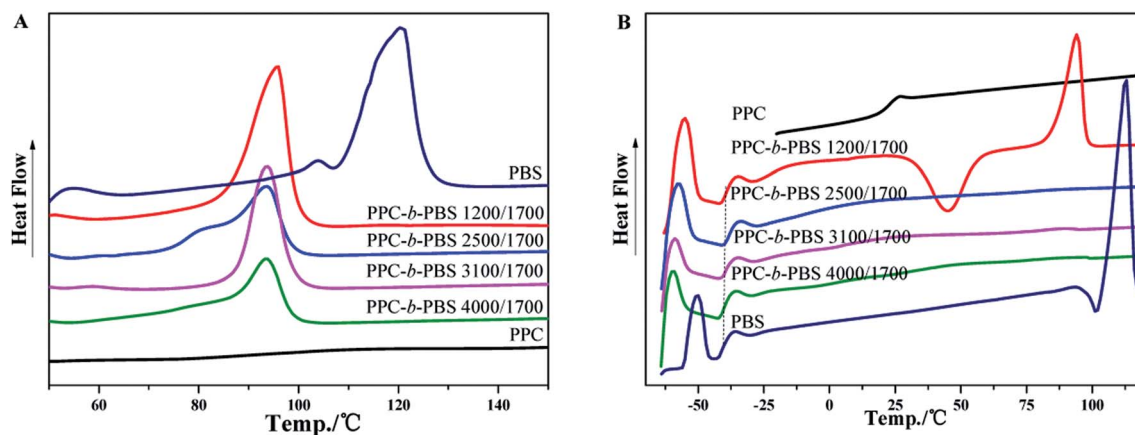 A
Heat Flow
PBS
PPC-b-PBS 1200/1700
PPC-b-PBS 2500/1700
PPC-b-PBS 3100/1700
PPC-b-PBS 4000/1700
PPC
60 80 100 120 140
Temp./℃
B
Heat Flow
PPC
PPC-b-PBS 1200/1700
PPC-b-PBS 2500/1700
PPC-b-PBS 3100/1700
PPC-b-PBS 4000/1700
PBS
-50 -25 0 25 50 75 100
Temp./℃